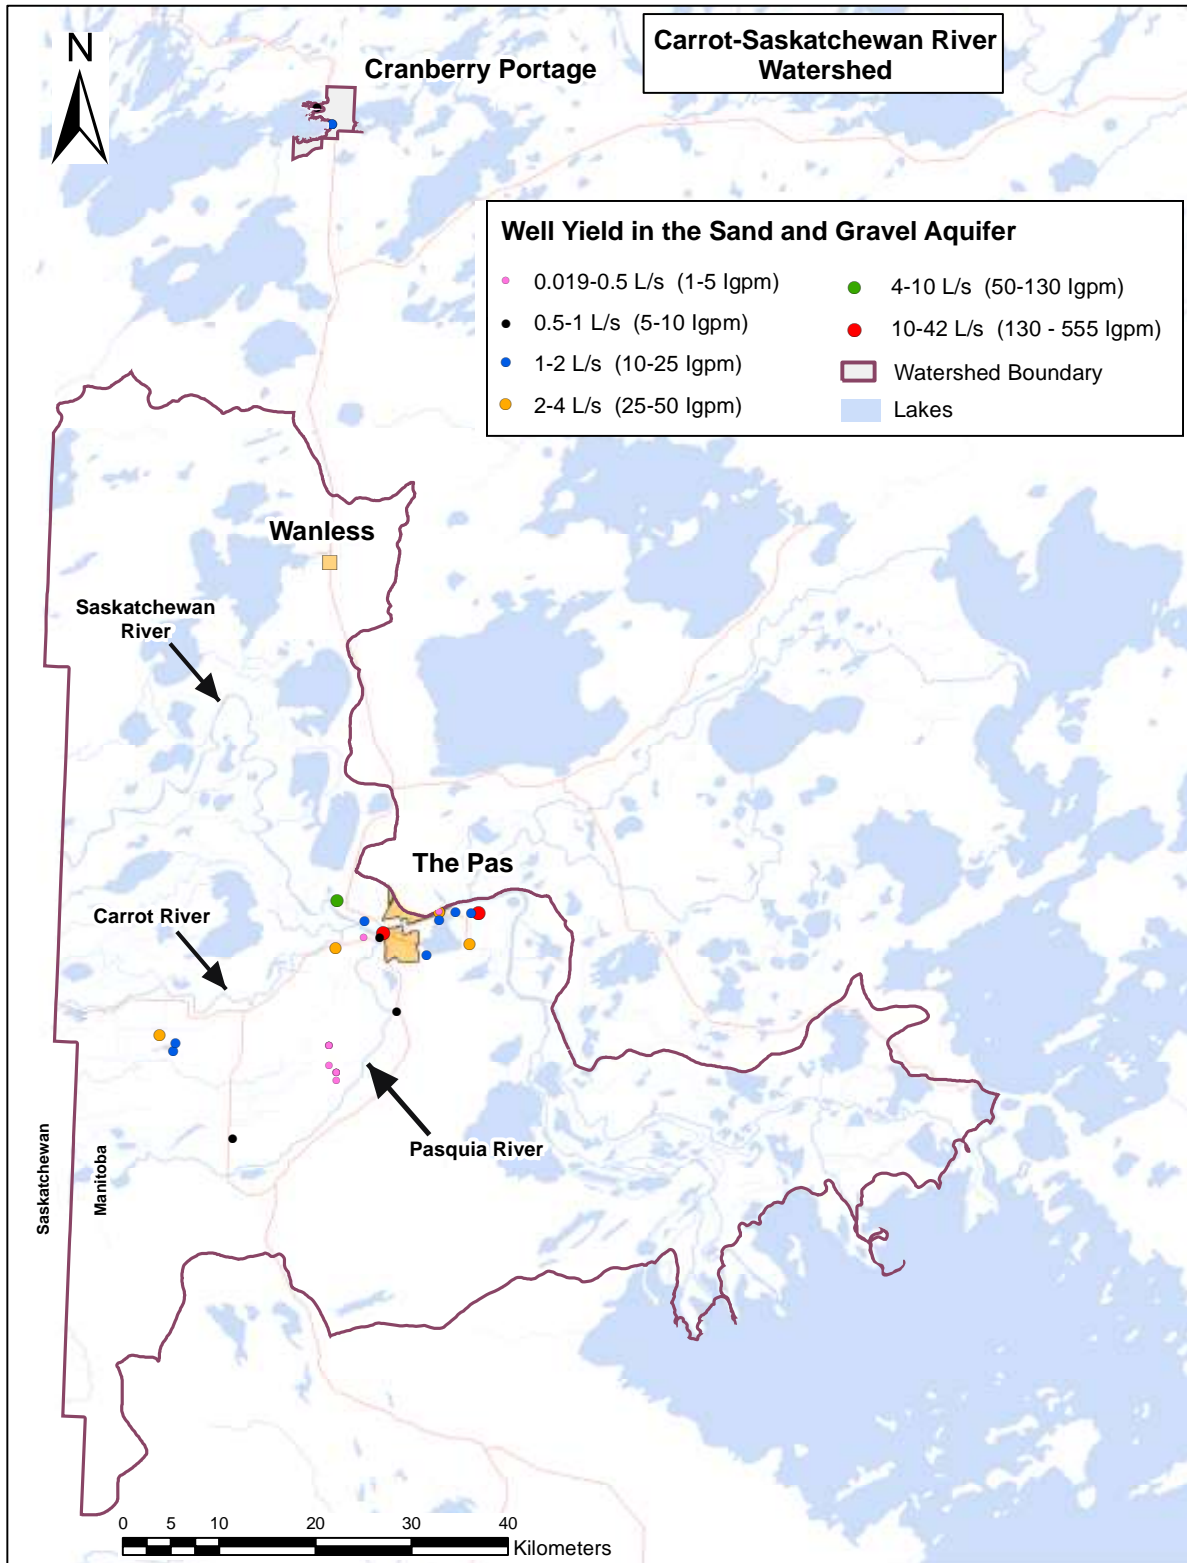 N
Carrot-Saskatchewan River
Watershed
Cranberry Portage
Well Yield in the Sand and Gravel Aquifer
0.019-0.5 L/s (1-5 Igpm)
0.5-1 L/s (5-10 Igpm)
1-2 L/s (10-25 Igpm)
2-4 L/s (25-50 Igpm)
4-10 L/s (50-130 Igpm)
10-42 L/s (130 - 555 Igpm)
Watershed Boundary
Lakes
Wanless
Saskatchewan
River
The Pas
Carrot River
Pasquia River
Saskatchewan
Manitoba
0 5 10 20 30 40
Kilometers